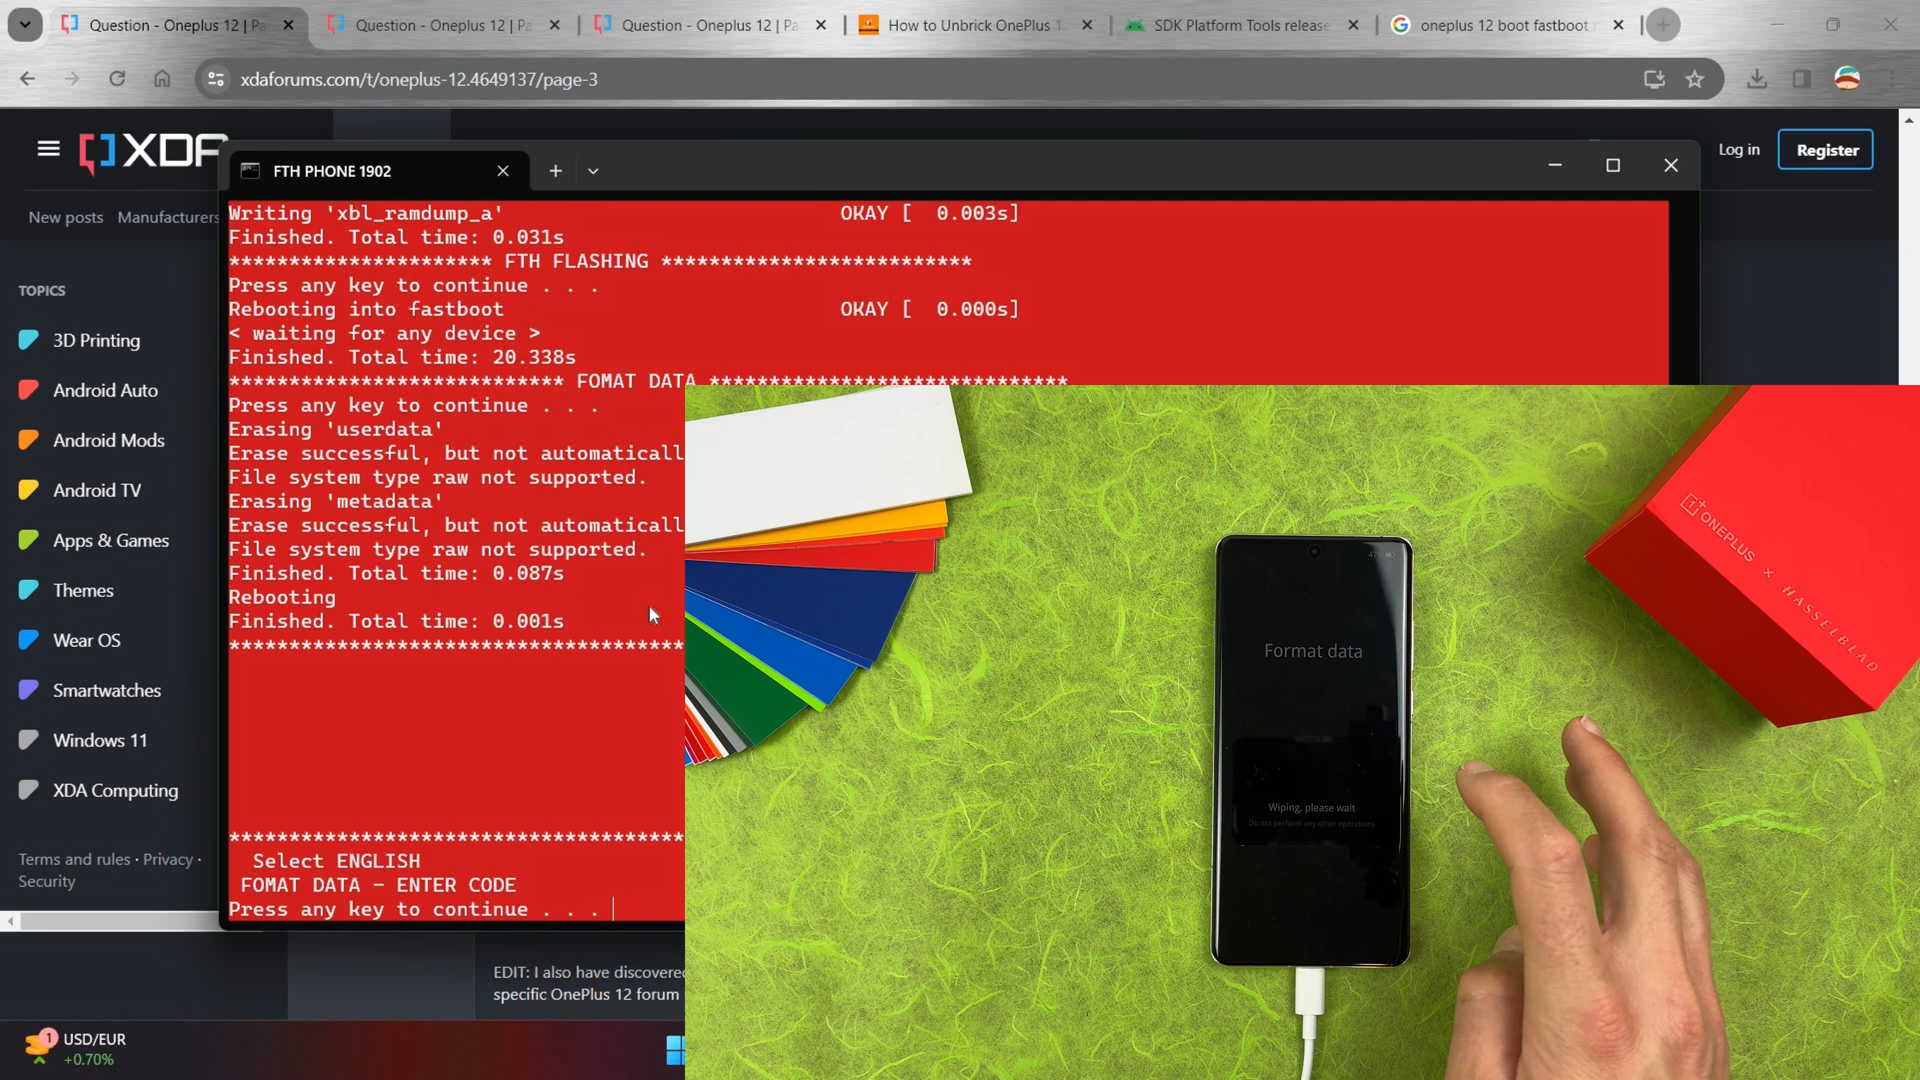 Question - Oneplus 12 | Pa
Question - Oneplus 12 | Pa
Question - Oneplus 12 | Pa
How to Unbrick OnePlus 1
SDK Platform Tools release
oneplus 12 boot fastboot
xdaforums.com/t/oneplus-12.4649137/page-3
XDA
Log in
Register
New posts
Manufacturers
TOPICS
3D Printing
Android Auto
Android Mods
Android TV
Apps & Games
Themes
Wear OS
Smartwatches
Windows 11
XDA Computing
Terms and rules · Privacy ·
Security
FTH PHONE 1902
Writing 'xbl_ramdump_a' OKAY [ 0.003s]
Finished. Total time: 0.031s
********************** FTH FLASHING **************************
Press any key to continue . . .
Rebooting into fastboot OKAY [ 0.000s]
< waiting for any device >
Finished. Total time: 20.338s
**************************** FOMAT DATA ******************************
Press any key to continue . . .
Erasing 'userdata'
Erase successful, but not automaticall
File system type raw not supported.
Erasing 'metadata'
Erase successful, but not automaticall
File system type raw not supported.
Finished. Total time: 0.087s
Rebooting
Finished. Total time: 0.001s
**************************************
**************************************
Select ENGLISH
FOMAT DATA - ENTER CODE
Press any key to continue . . .
EDIT: I also have discovered
specific OnePlus 12 forum
1
USD/EUR
+0.70%
47%
Format data
Wiping, please wait
Do not perform any other operations
ONEPLUS × HASSELBLAD